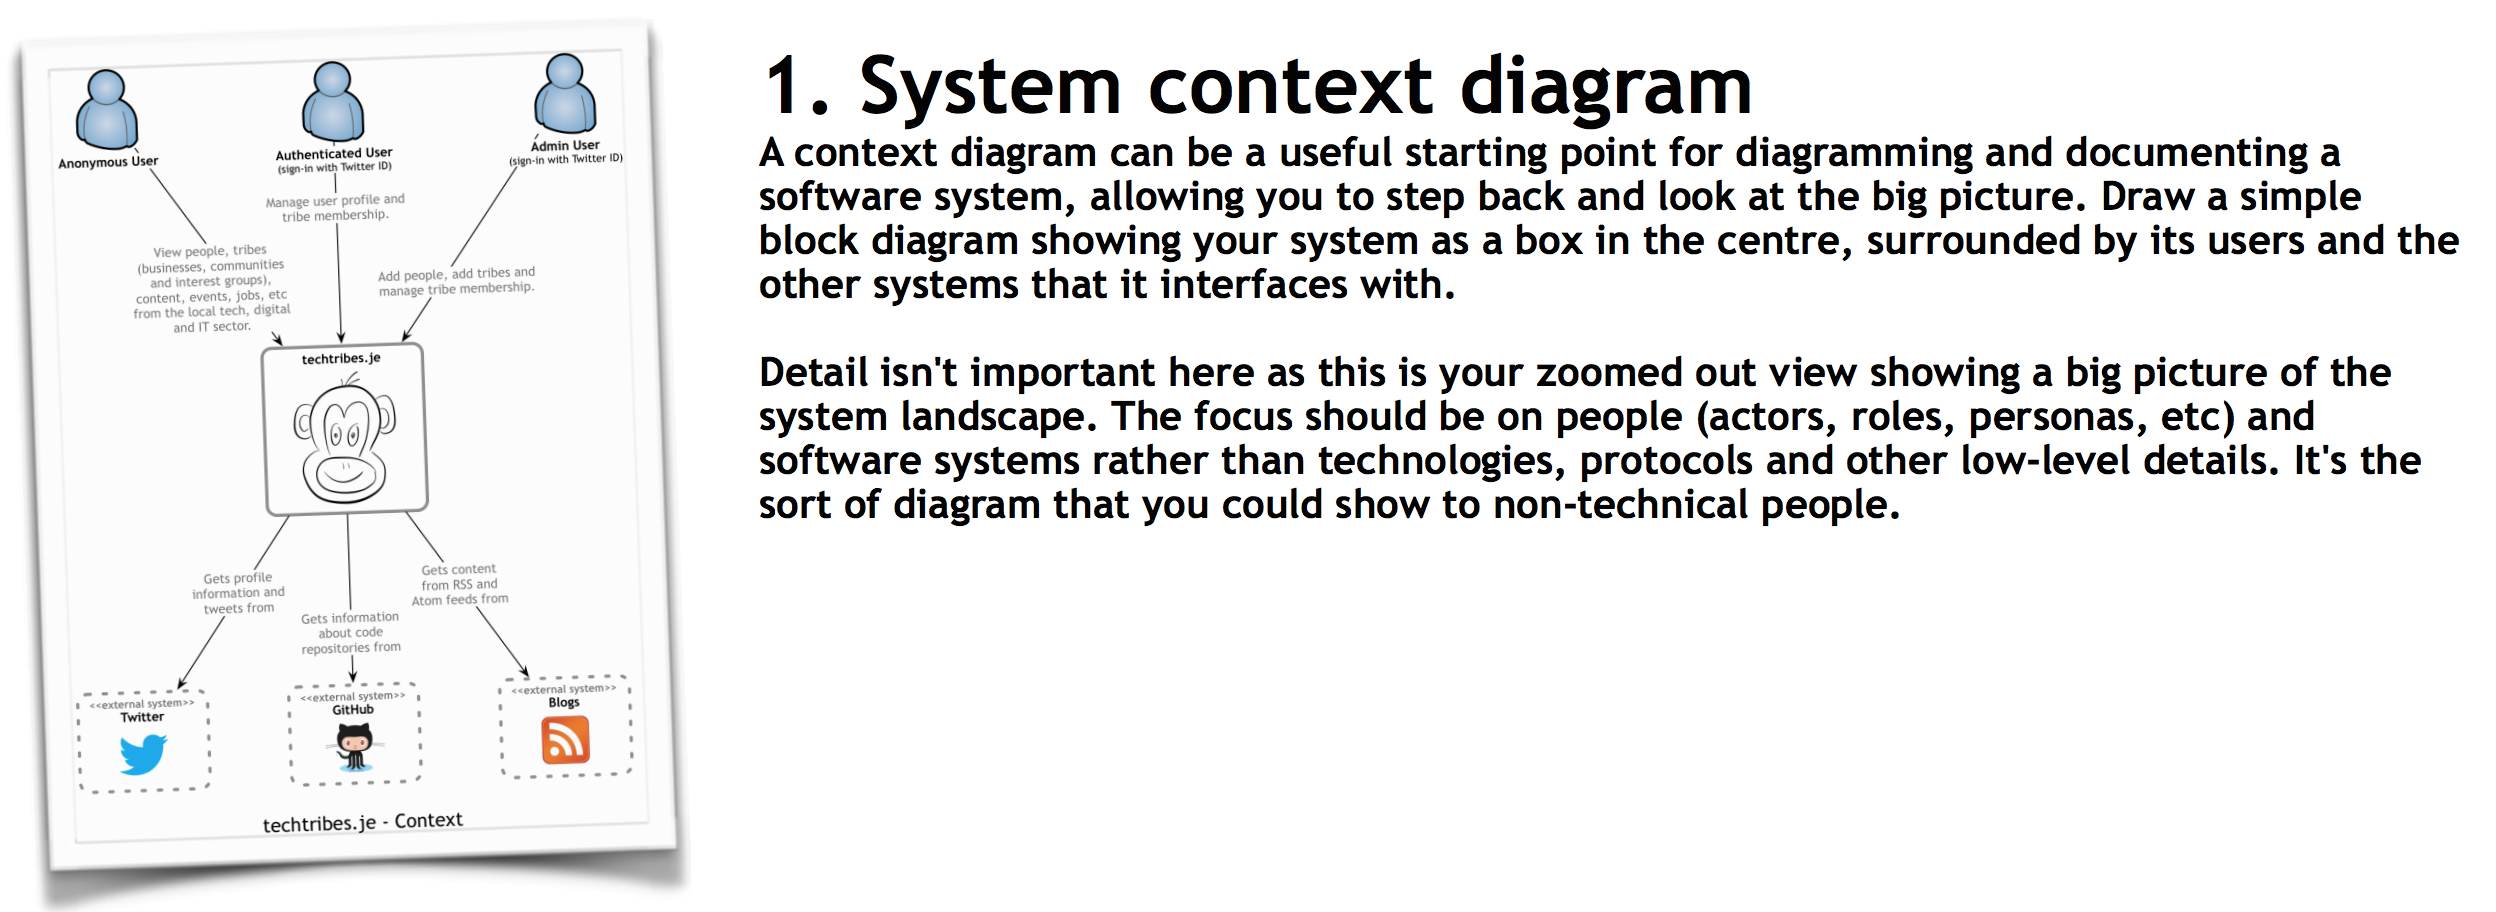 Anonymous User
Authenticated User
(sign-in with Twitter ID)
Admin User
(sign-in with Twitter ID)
Manage user profile and
tribe membership.
View people, tribes
(businesses, communities
and interest groups),
content, events, jobs, etc
from the local tech, digital
and IT sector.
Add people, add tribes and
manage tribe membership.
techtribes.je
Gets profile
information and
tweets from
Gets information
about code
repositories from
Gets content
from RSS and
Atom feeds from
<<external system>>
Twitter
<<external system>>
GitHub
<<external system>>
Blogs
techtribes.je - Context
1. System context diagram
A context diagram can be a useful starting point for diagramming and documenting a
software system, allowing you to step back and look at the big picture. Draw a simple
block diagram showing your system as a box in the centre, surrounded by its users and the
other systems that it interfaces with.
Detail isn't important here as this is your zoomed out view showing a big picture of the
system landscape. The focus should be on people (actors, roles, personas, etc) and
software systems rather than technologies, protocols and other low-level details. It's the
sort of diagram that you could show to non-technical people.